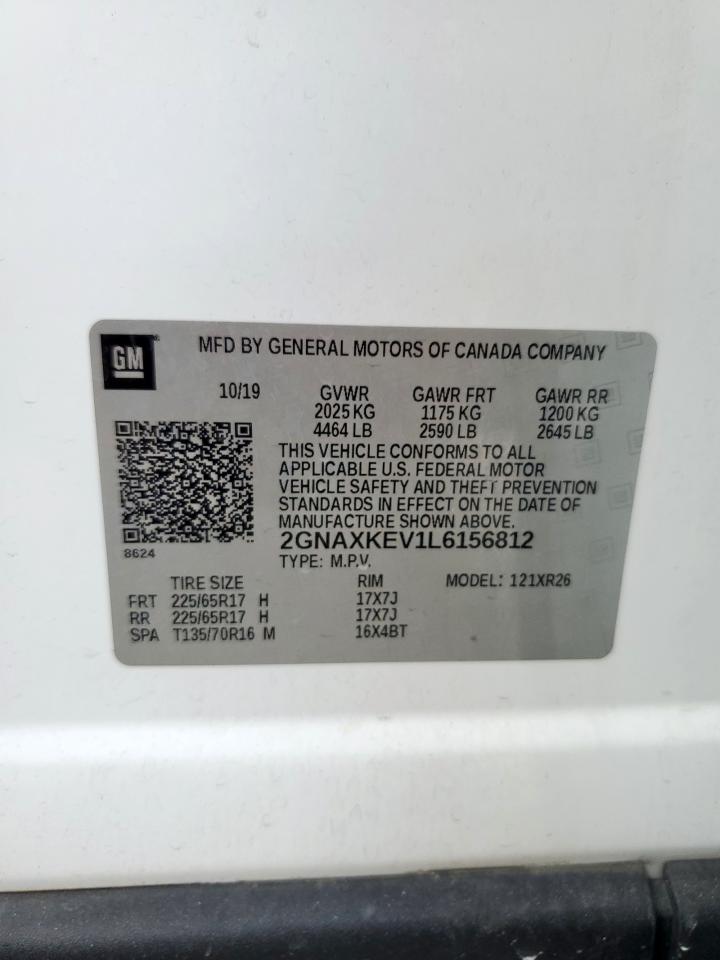 GM
MFD BY GENERAL MOTORS OF CANADA COMPANY
10/19 GVWR GAWR FRT GAWR RR
2025 KG 1175 KG 1200 KG
4464 LB 2590 LB 2645 LB
THIS VEHICLE CONFORMS TO ALL
APPLICABLE U.S. FEDERAL MOTOR
VEHICLE SAFETY AND THEFT PREVENTION
STANDARDS IN EFFECT ON THE DATE OF
MANUFACTURE SHOWN ABOVE.
8624
2GNAXKEV1L6156812
TYPE: M.P.V.
TIRE SIZE RIM MODEL: 121XR26
FRT 225/65R17 H 17X7J
RR 225/65R17 H 17X7J
SPA T135/70R16 M 16X4BT